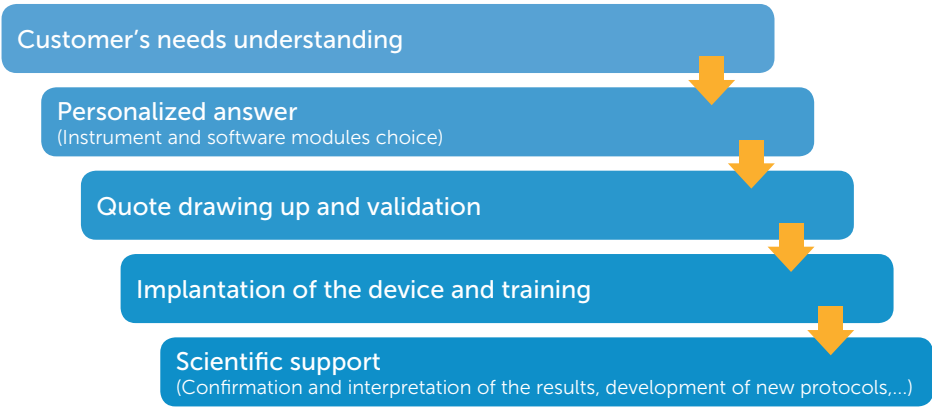 Customer’s needs understanding
Personalized answer
(Instrument and software modules choice)
Quote drawing up and validation
Implantation of the device and training
Scientific support
(Confirmation and interpretation of the results, development of new protocols,...)